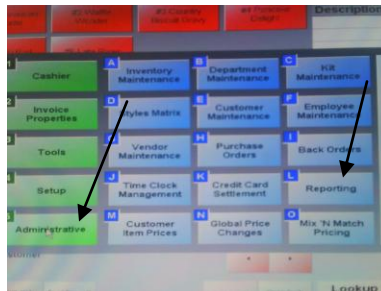 Description
Cashier
A Inventory Maintenance
B Department Maintenance
C Kit Maintenance
2 Invoice Properties
D Styles Matrix
E Customer Maintenance
F Employee Maintenance
Tools
Vendor Maintenance
H Purchase Orders
I Back Orders
Setup
J Time Clock Management
K Credit Card Settlement
L Reporting
Administrative
M Customer Item Prices
N Global Price Changes
O Mix 'N Match Pricing
Lookup